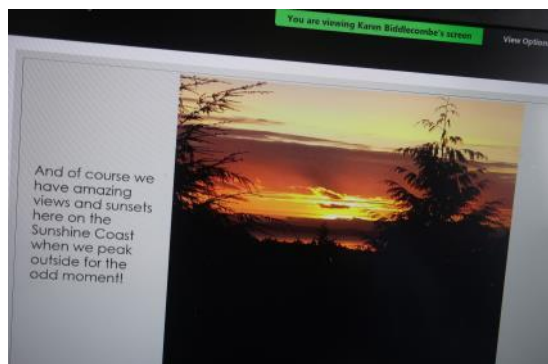 You are viewing Karen Biddlecombe's screen
View Option
And of course we
have amazing
views and sunsets
here on the
Sunshine Coast
when we peak
outside for the
odd moment!